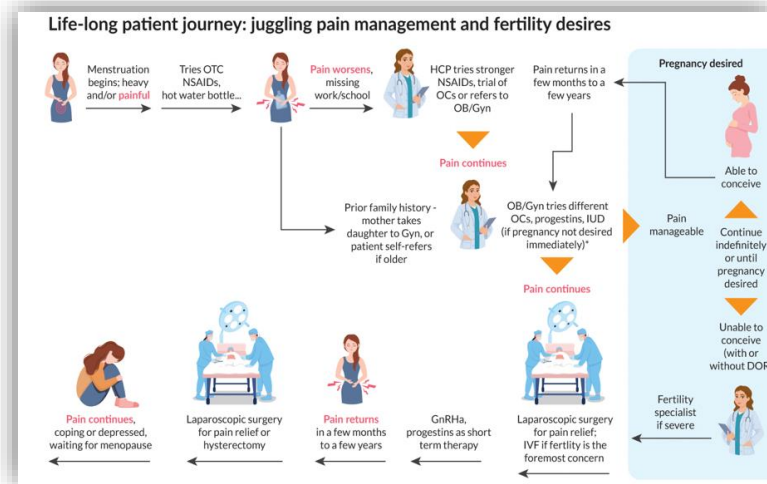 Life-long patient journey: juggling pain management and fertility desires
Menstruation
begins; heavy
and/or painful
Tries OTC
NSAIDs,
hot water bottle...
Pain worsens,
missing
work/school
HCP tries stronger
NSAIDs, trial of
OCs or refers to
OB/Gyn
Pain returns in a
few months to a
few years
Pregnancy desired
Able to
conceive
Pain continues
Prior family history -
mother takes
daughter to Gyn, or
patient self-refers
if older
OB/Gyn tries different
OCs, progestins, IUD
(if pregnancy not desired
immediately)*
Pain
manageable
Continue
indefinitely
or until
pregnancy
desired
Pain continues
Unable to
conceive
(with or
without DOR
Fertility
specialist
if severe
Laparoscopic surgery
for pain relief;
IVF if fertlity is the
foremost concern
GnRHa,
progestins as short
term therapy
Pain returns
in a few months
to a few years
Laparoscopic surgery
for pain relief or
hysterectomy
Pain continues,
coping or depressed,
waiting for menopause